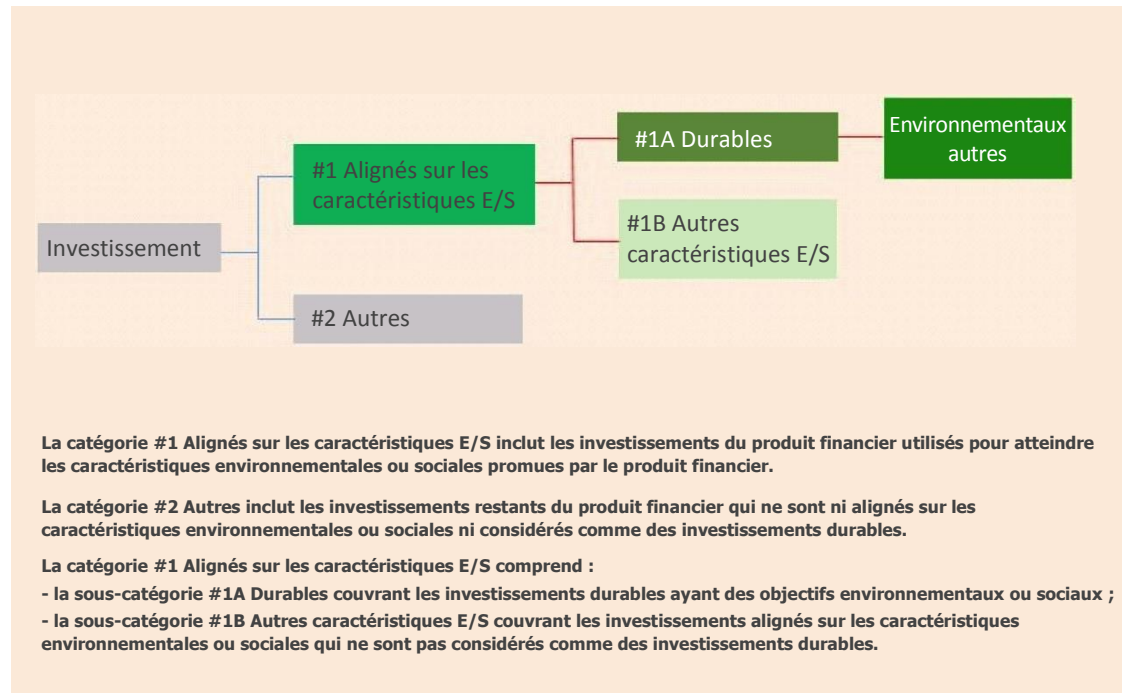 Investissement
#1 Alignés sur les
caractéristiques E/S
#2 Autres
#1A Durables
#1B Autres
caractéristiques E/S
Environnementaux
autres
La catégorie #1 Alignés sur les caractéristiques E/S inclut les investissements du produit financier utilisés pour atteindre
les caractéristiques environnementales ou sociales promues par le produit financier.
La catégorie #2 Autres inclut les investissements restants du produit financier qui ne sont ni alignés sur les
caractéristiques environnementales ou sociales ni considérés comme des investissements durables.
La catégorie #1 Alignés sur les caractéristiques E/S comprend :
- la sous-catégorie #1A Durables couvrant les investissements durables ayant des objectifs environnementaux ou sociaux ;
- la sous-catégorie #1B Autres caractéristiques E/S couvrant les investissements alignés sur les caractéristiques
environnementales ou sociales qui ne sont pas considérés comme des investissements durables.